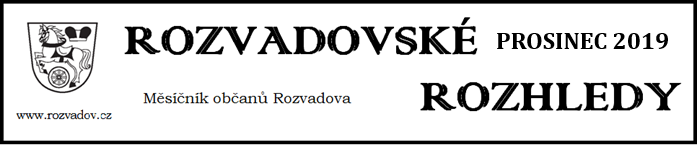 ROZVADOVSKÉ PROSINEC 2019
ROZHLEDY
Měsíčník občanů Rozvadova
www.rozvadov.cz